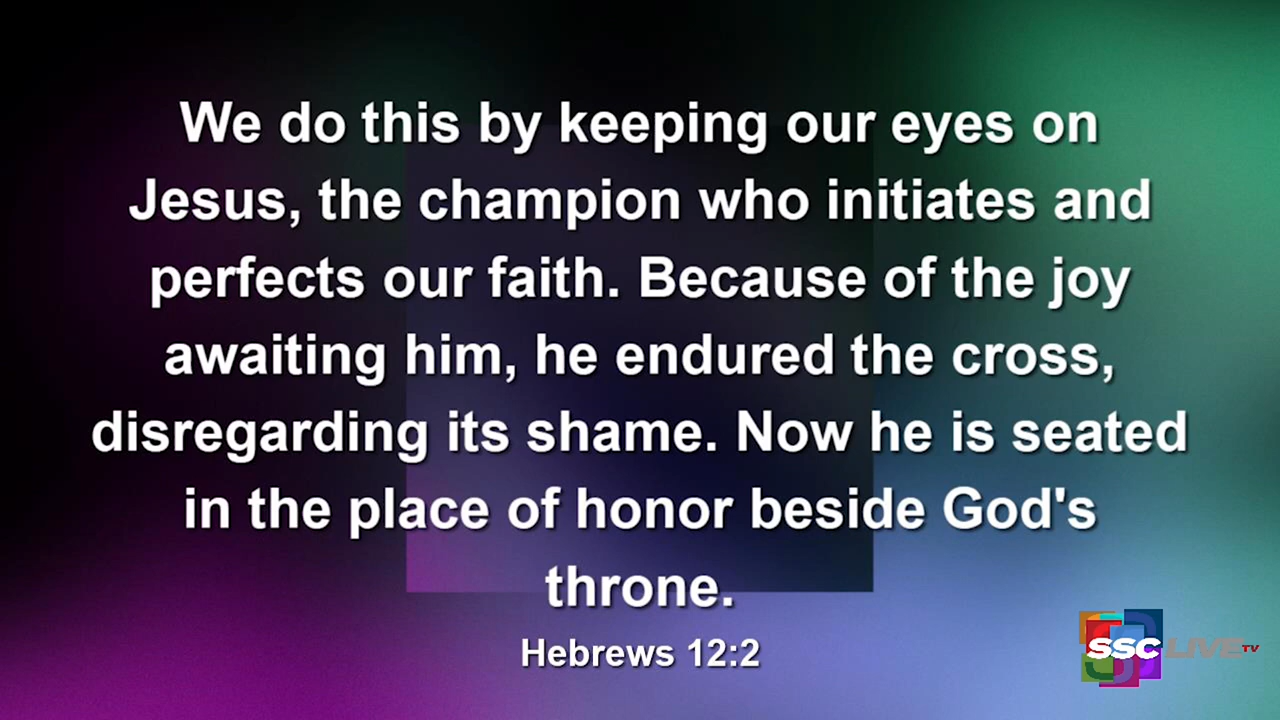 We do this by keeping our eyes on
Jesus, the champion who initiates and
perfects our faith. Because of the joy
awaiting him, he endured the cross,
disregarding its shame. Now he is seated
in the place of honor beside God's
throne.
Hebrews 12:2
SSC LIVE TV